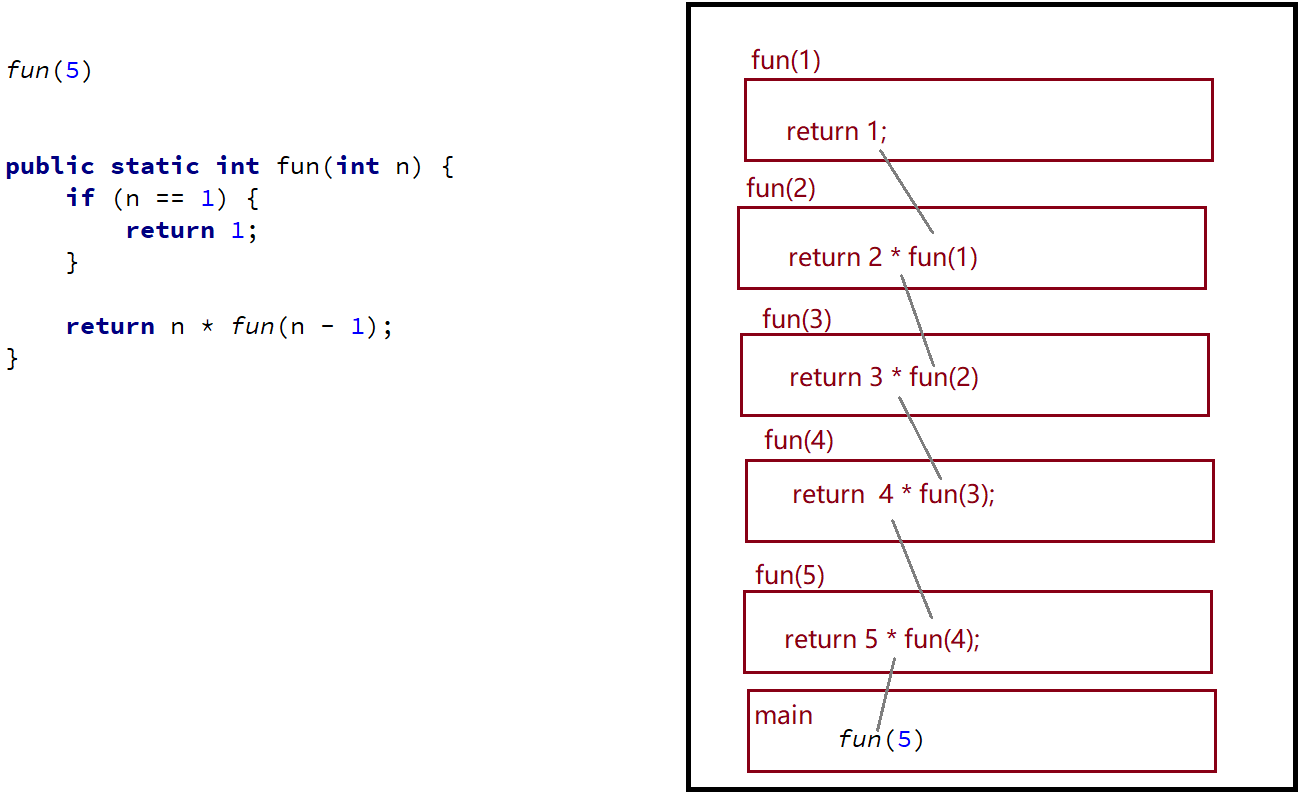 fun(5)
public static int fun(int n) {
    if (n == 1) {
        return 1;
    }
    return n * fun(n - 1);
}
fun(1)
return 1;
fun(2)
return 2 * fun(1)
fun(3)
return 3 * fun(2)
fun(4)
return  4 * fun(3);
fun(5)
return 5 * fun(4);
main
fun(5)